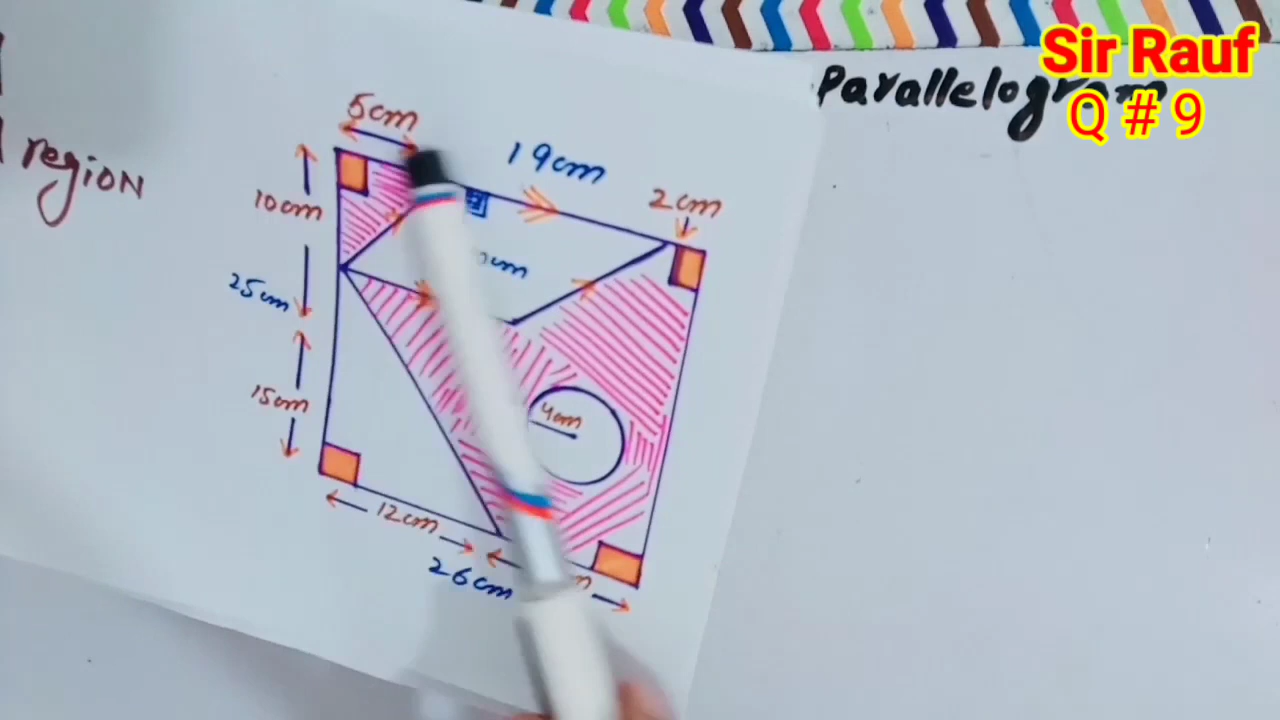 Sir Rauf
Parallelogram
Q # 9
region
5cm
19cm
2cm
10cm
25cm
4cm
15cm
12cm
26cm